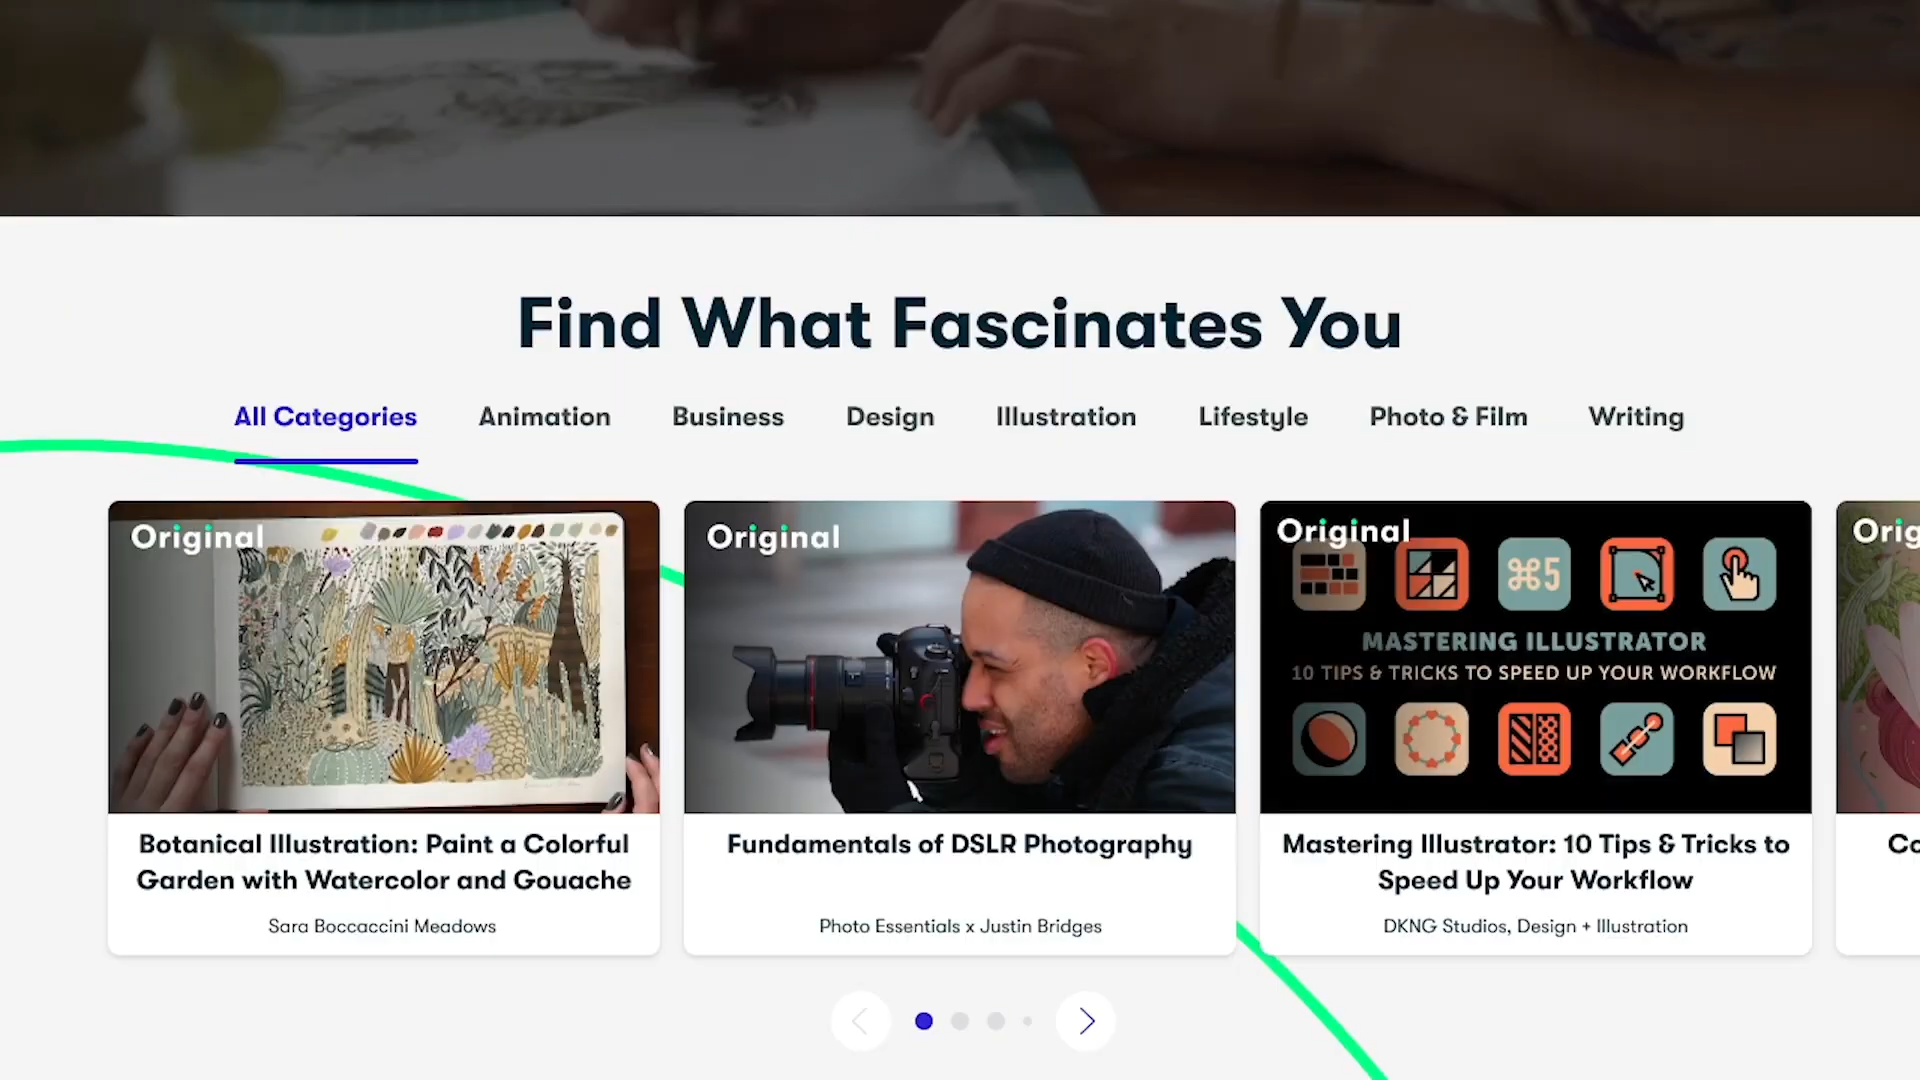 Find What Fascinates You
All Categories Animation Business Design Illustration Lifestyle Photo & Film Writing
Original Original Original
⌘5
MASTERING ILLUSTRATOR
10 TIPS & TRICKS TO SPEED UP YOUR WORKFLOW
Botanical Illustration: Paint a Colorful
Garden with Watercolor and Gouache
Sara Boccaccini Meadows
Fundamentals of DSLR Photography
Photo Essentials x Justin Bridges
Mastering Illustrator: 10 Tips & Tricks to
Speed Up Your Workflow
DKNG Studios, Design + Illustration